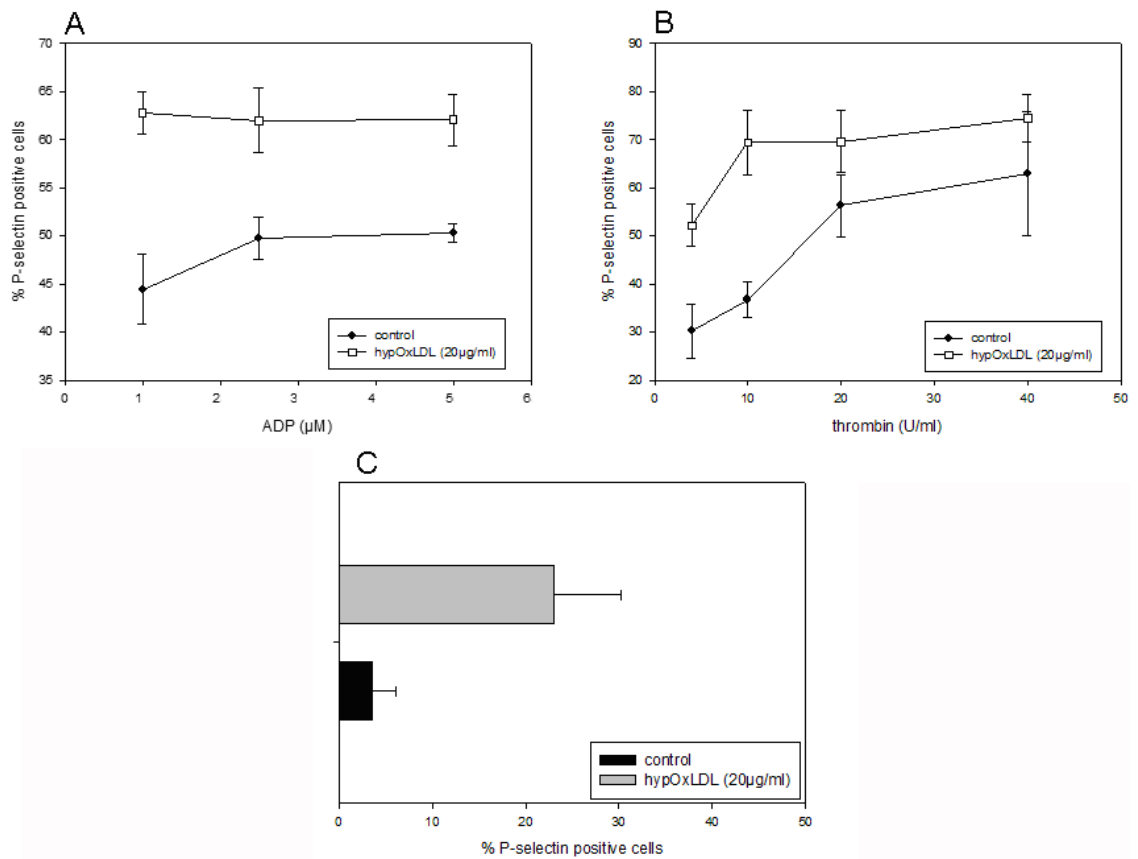 A
70
65
60
55
50
45
40
35
% P-selectin positive cells
control
hypOxLDL (20µg/ml)
0 1 2 3 4 5 6
ADP (µM)
B
90
80
70
60
50
40
30
20
% P-selectin positive cells
control
hypOxLDL (20µg/ml)
0 10 20 30 40 50
thrombin (U/ml)
C
control
hypOxLDL (20µg/ml)
0 10 20 30 40 50
% P-selectin positive cells